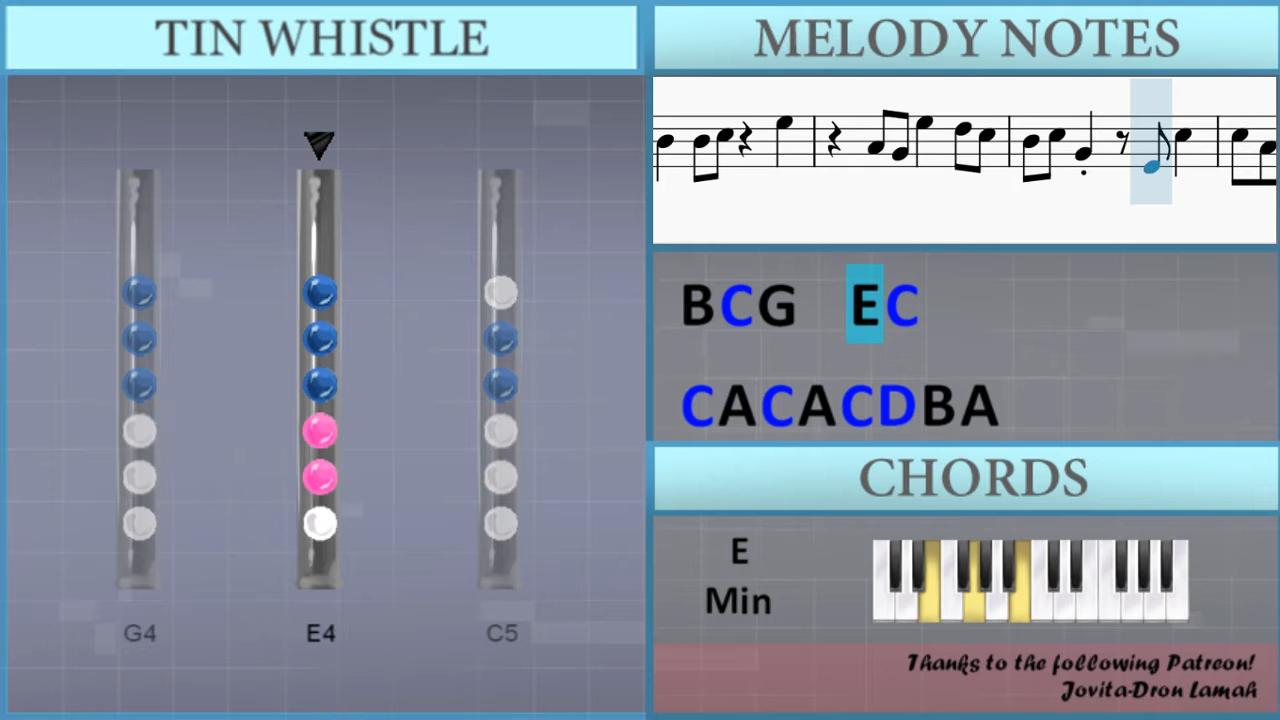 TIN WHISTLE
G4 E4 C5
MELODY NOTES
BCG EC
CACACDBA
CHORDS
E
Min
Thanks to the following Patreon!
Jovita-Dron Lamah